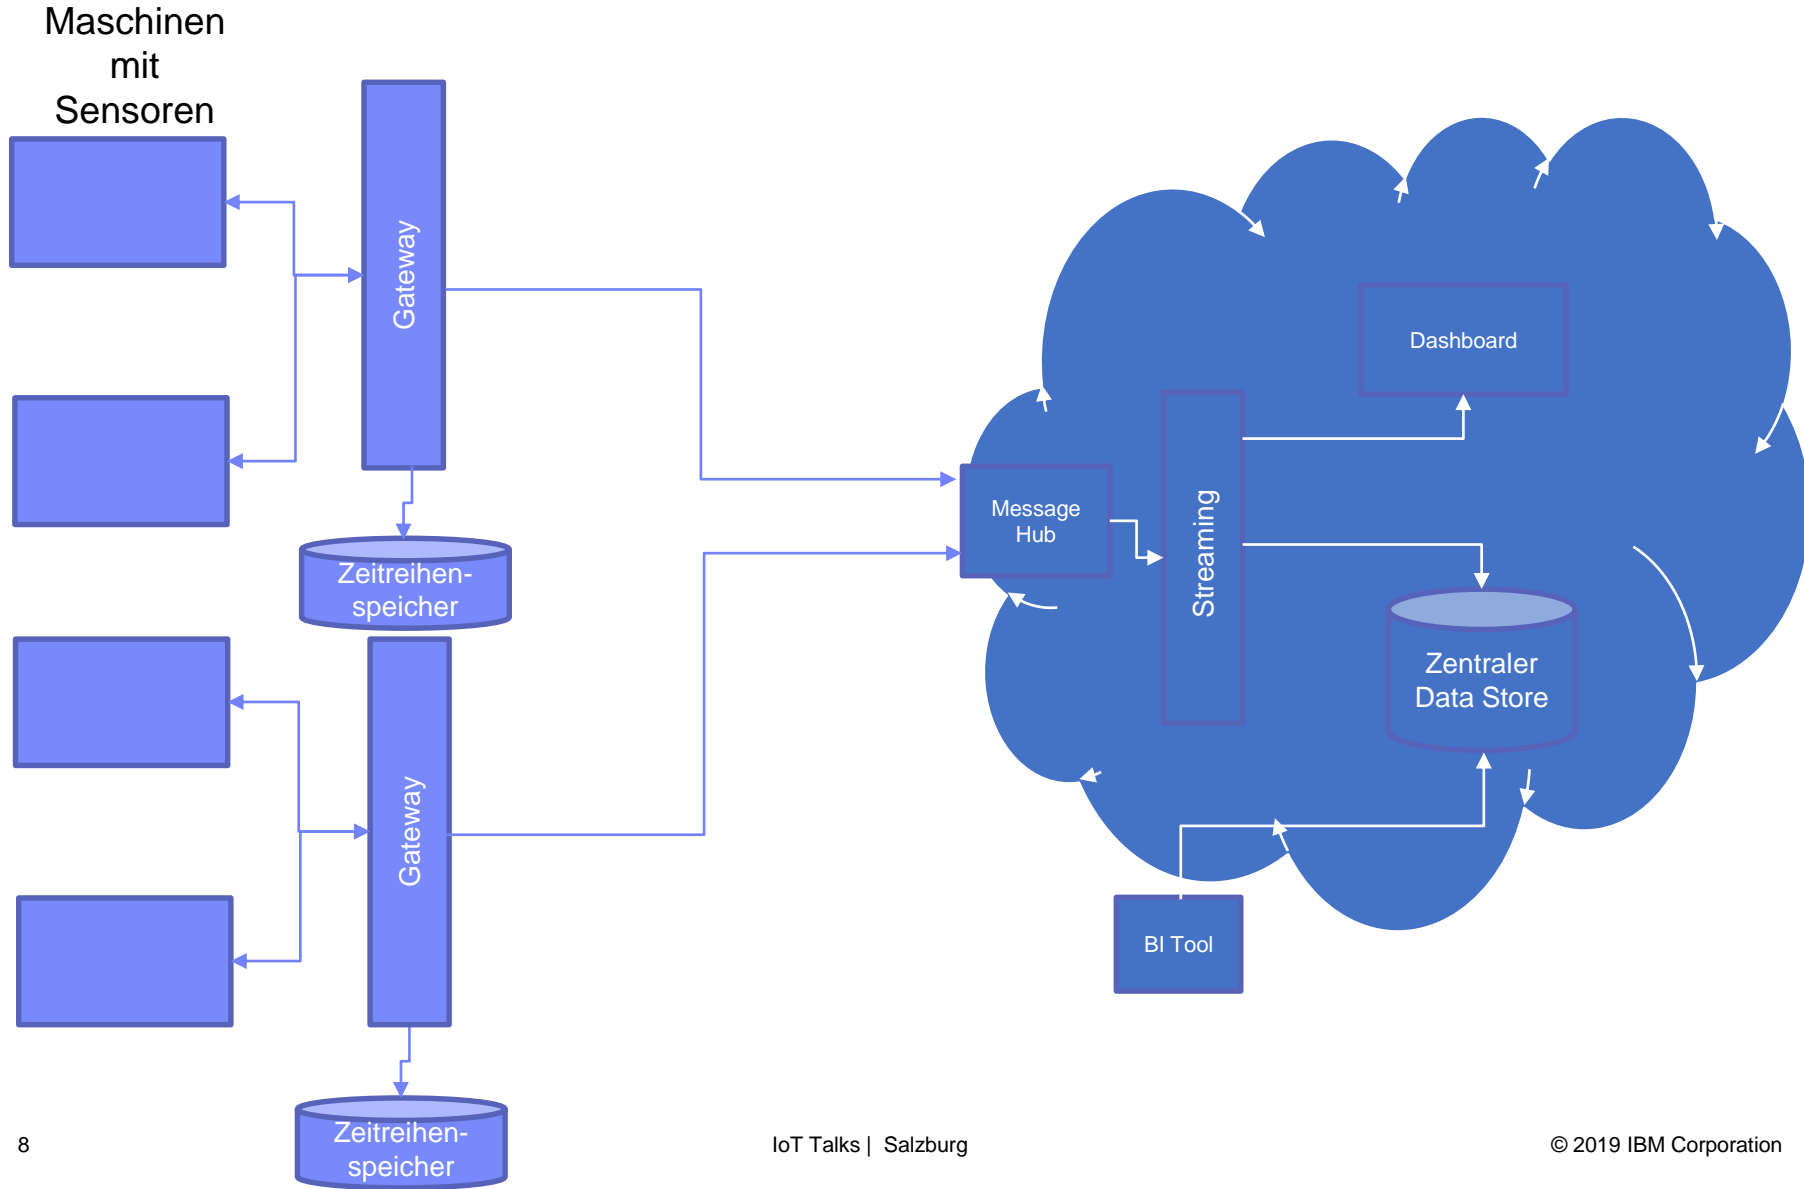 Maschinen
mit
Sensoren
Gateway
Zeitreihen-
speicher
Gateway
Zeitreihen-
speicher
Message
Hub
Streaming
Dashboard
Zentraler
Data Store
BI Tool
8
IoT Talks | Salzburg
© 2019 IBM Corporation